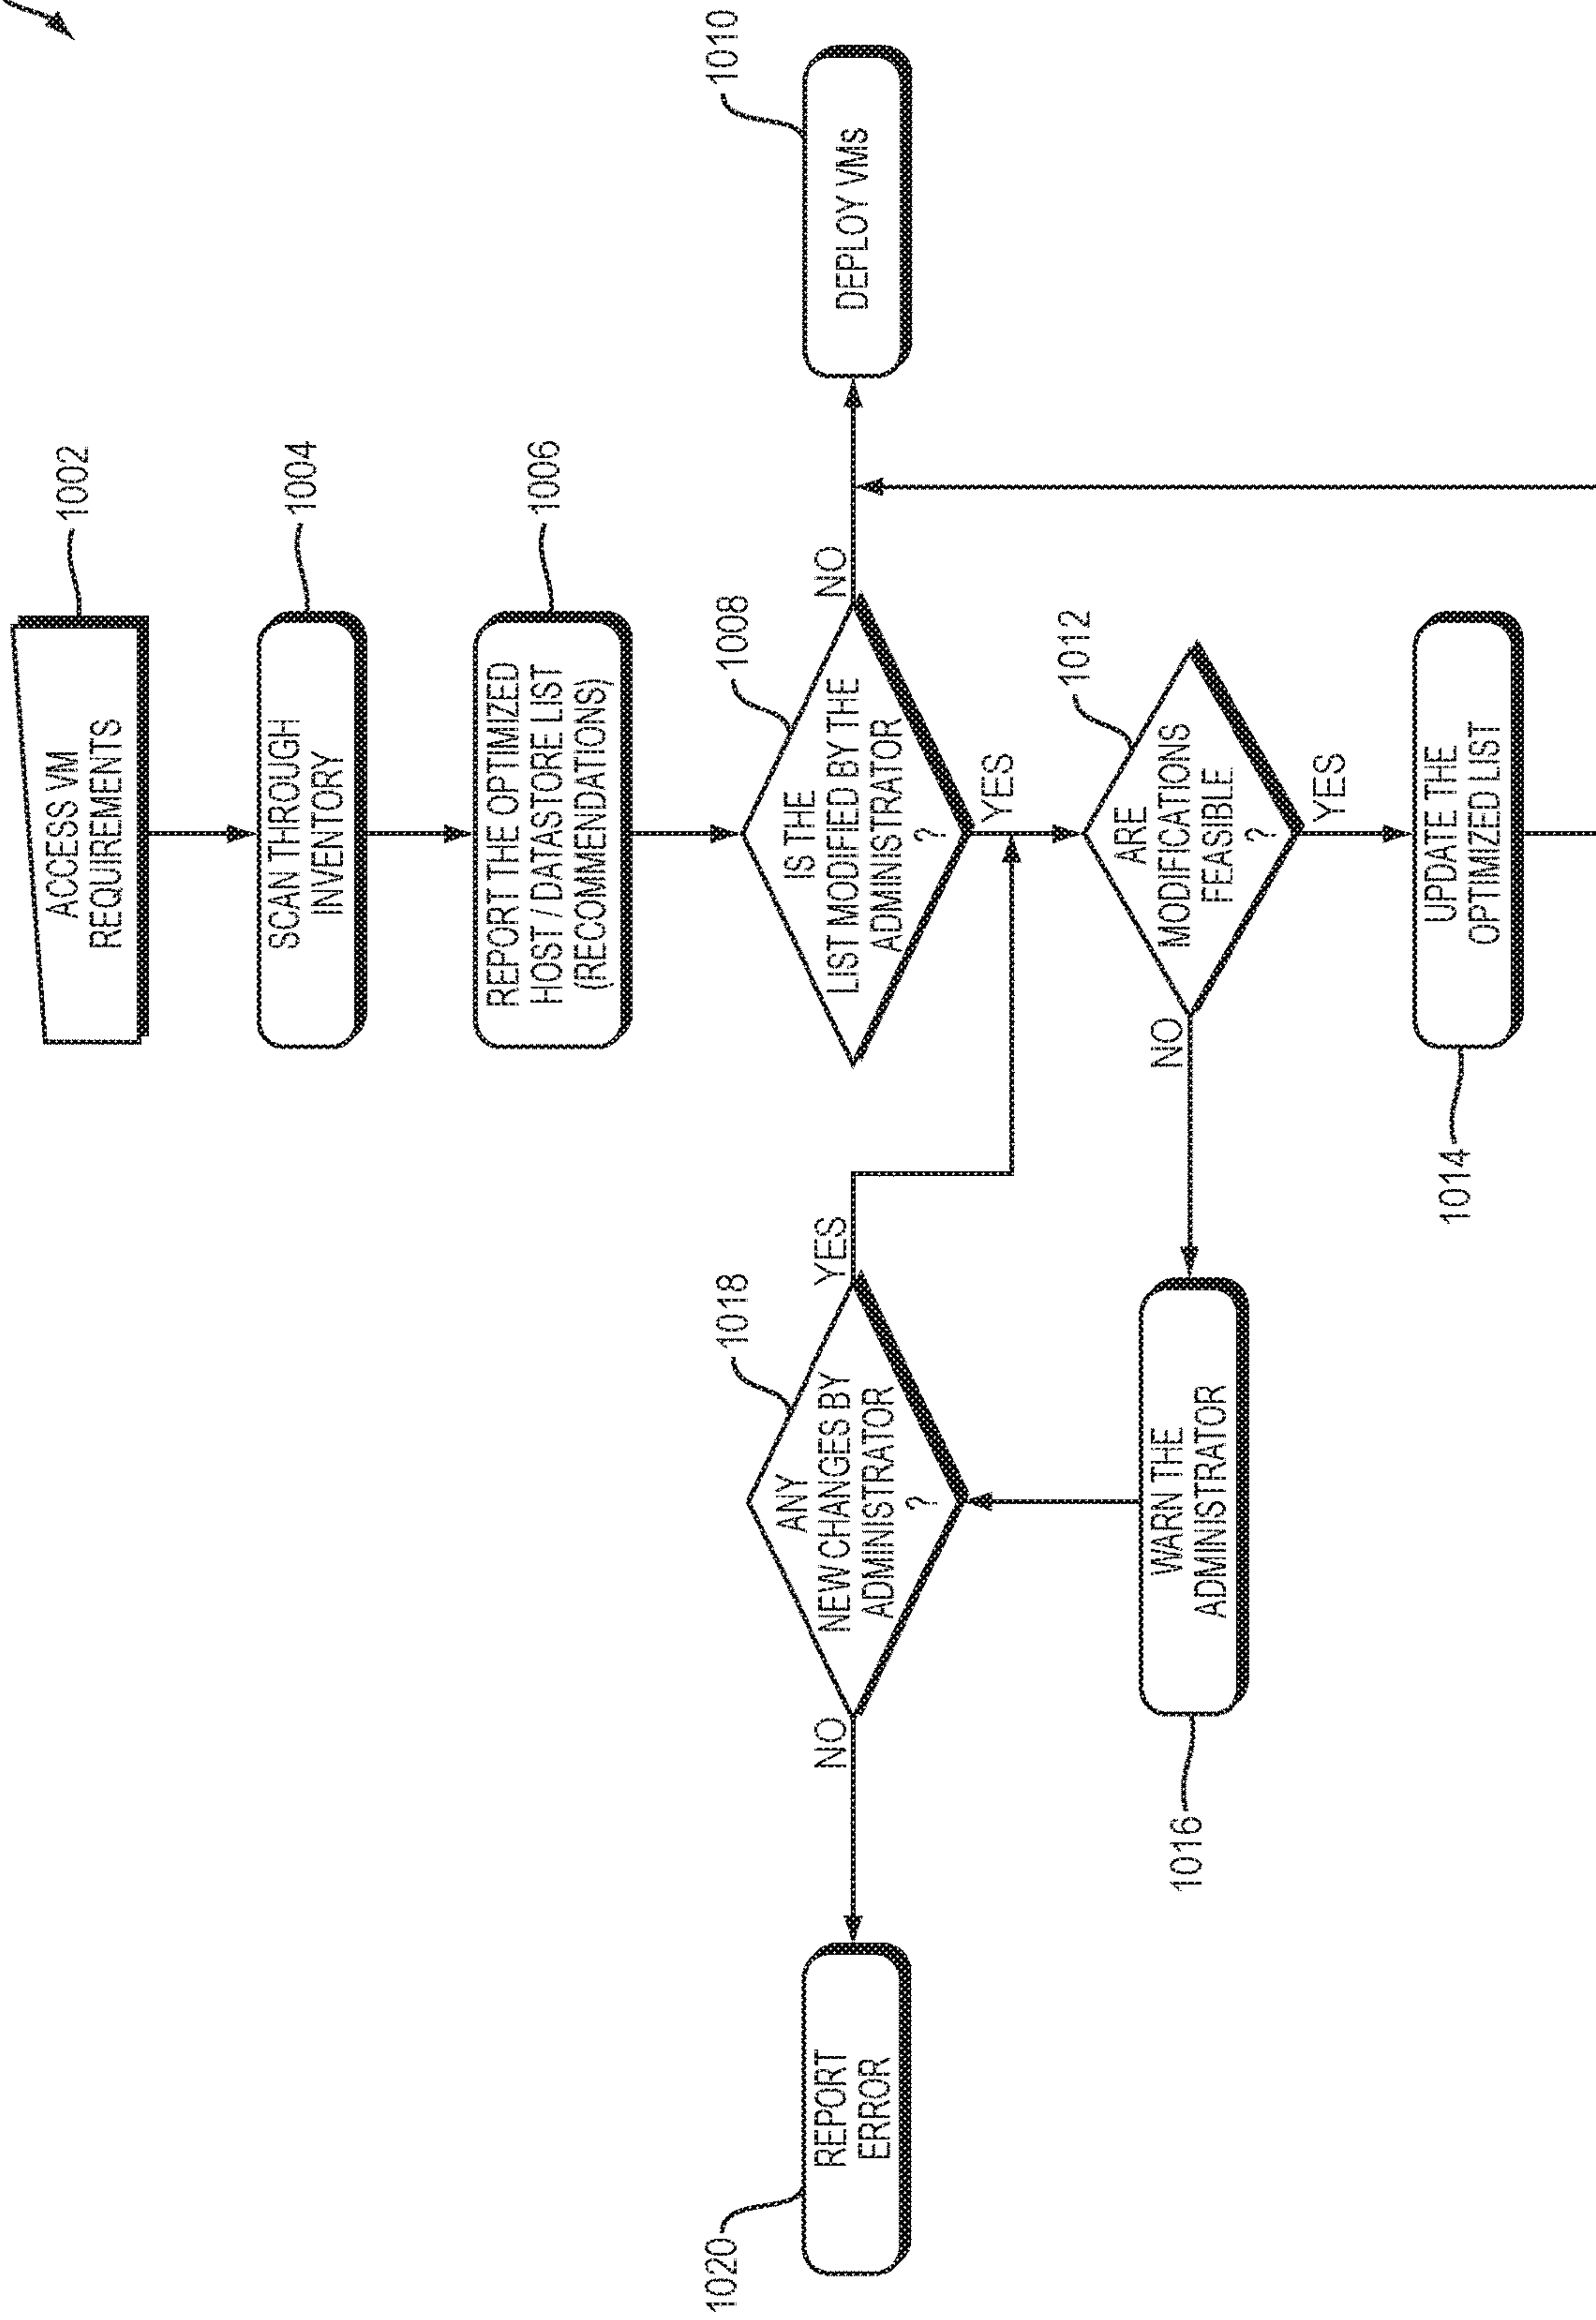 1002
ACCESS VM
REQUIREMENTS
1004
SCAN THROUGH
INVENTORY
1006
REPORT THE OPTIMIZED
HOST / DATASTORE LIST
(RECOMMENDATIONS)
1008
IS THE
LIST MODIFIED BY THE
ADMINISTRATOR
?
NO
YES
1010
DEPLOY VMs
1012
ARE
MODIFICATIONS
FEASIBLE
?
NO
YES
1014
UPDATE THE
OPTIMIZED LIST
1016
WARN THE
ADMINISTRATOR
1018
ANY
NEW CHANGES BY
ADMINISTRATOR
?
YES
NO
1020
REPORT
ERROR